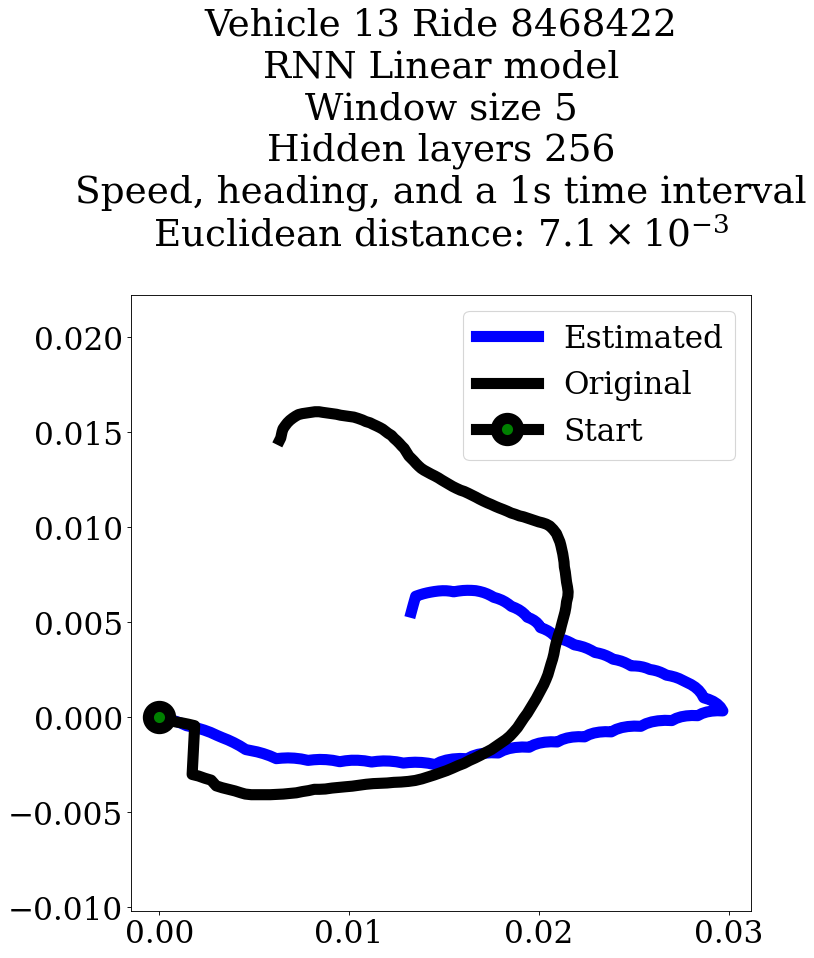 Vehicle 13 Ride 8468422
RNN Linear model
Window size 5
Hidden layers 256
Speed, heading, and a 1s time interval
Euclidean distance: 7.1 × 10⁻³
Estimated
Original
Start
0.020
0.015
0.010
0.005
0.000
−0.005
−0.010
0.00 0.01 0.02 0.03